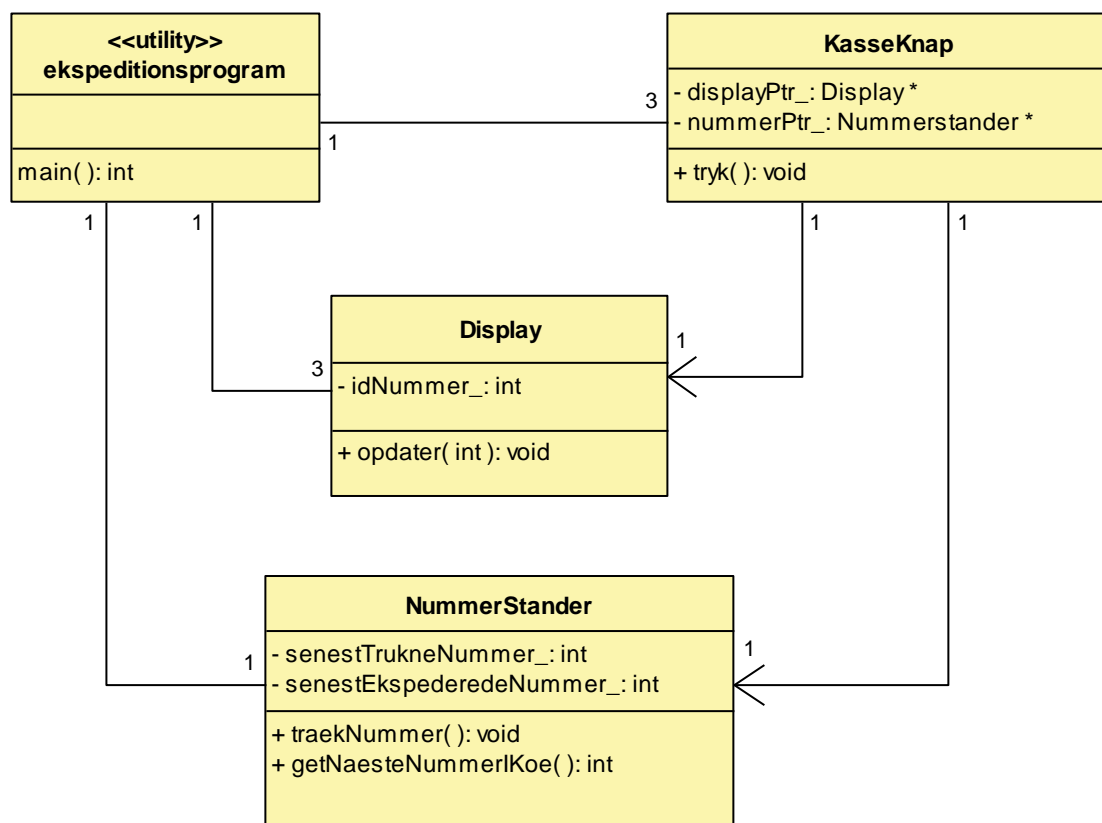 <<utility>>
ekspeditionsprogram
main( ): int
KasseKnap
- displayPtr_: Display *
- nummerPtr_: Nummerstander *
+ tryk( ): void
3
1
1
1
1
1
Display
- idNummer_: int
+ opdater( int ): void
1
3
NummerStander
- senestTrukneNummer_: int
- senestEkspederedeNummer_: int
+ traekNummer( ): void
+ getNaesteNummerIKoe( ): int
1
1